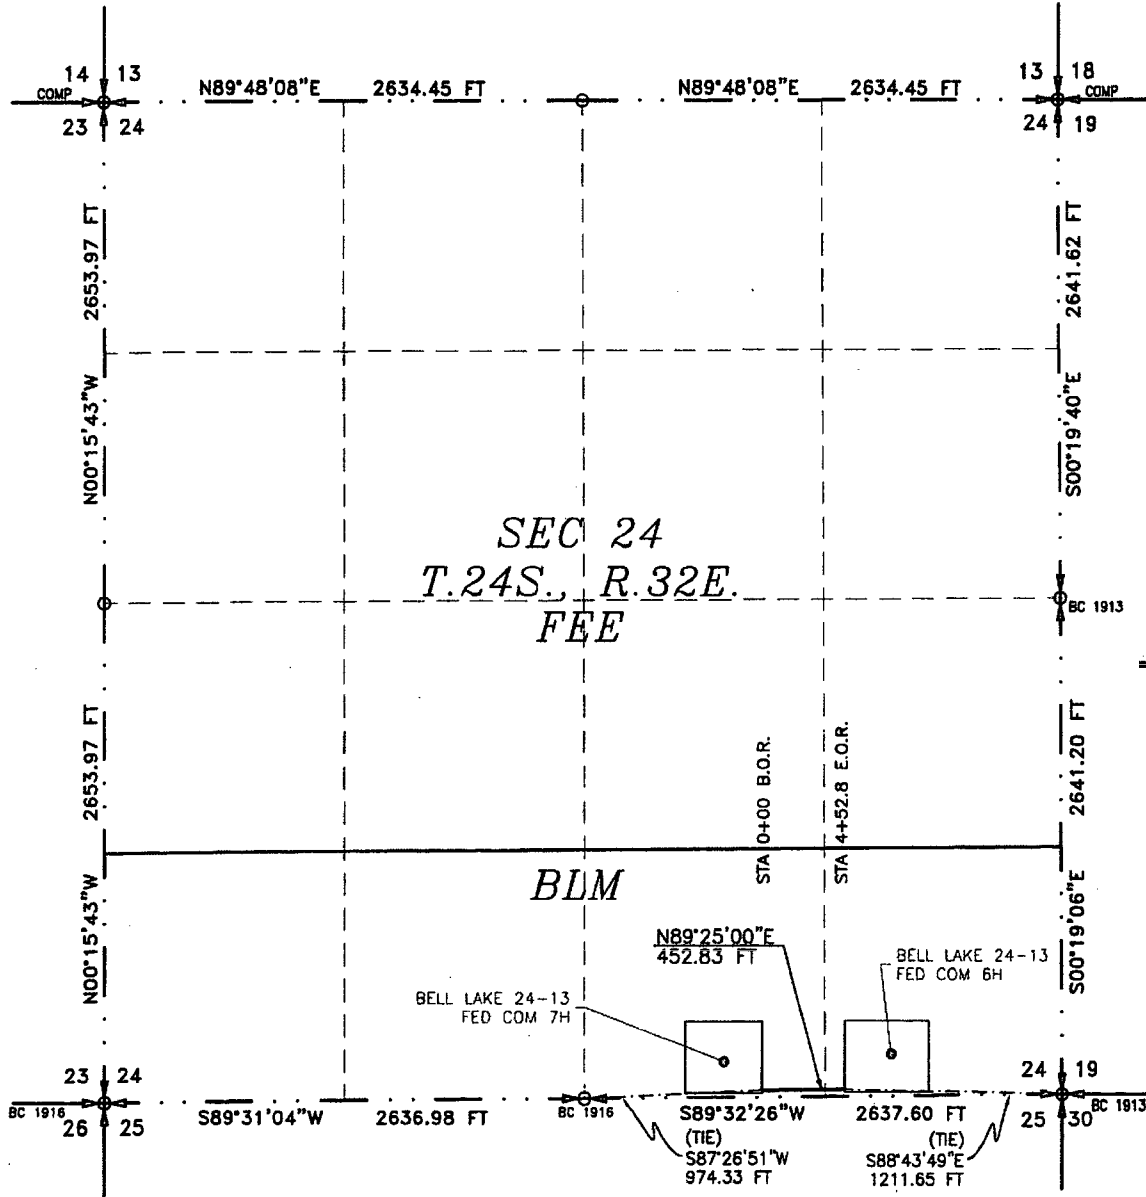 14 13
N89°48'08"E 2634.45 FT
N89°48'08"E 2634.45 FT
13 18
COMP
COMP
23 24
24 19
2653.97 FT
N00°15'43"W
2641.62 FT
S00°19'40"E
SEC 24
T.24S., R.32E.
FEE
BC 1913
2653.97 FT
N00°15'43"W
STA 0+00 B.O.R.
STA 4+52.8 E.O.R.
2641.20 FT
S00°19'06"E
BLM
N89°25'00"E
452.83 FT
BELL LAKE 24-13
FED COM 6H
BELL LAKE 24-13
FED COM 7H
23 24
24 19
BC 1916
BC 1916
BC 1913
26 25
S89°31'04"W 2636.98 FT
S89°32'26"W 2637.60 FT
25 30
(TIE)
S87°26'51"W
974.33 FT
(TIE)
S88°43'49"E
1211.65 FT